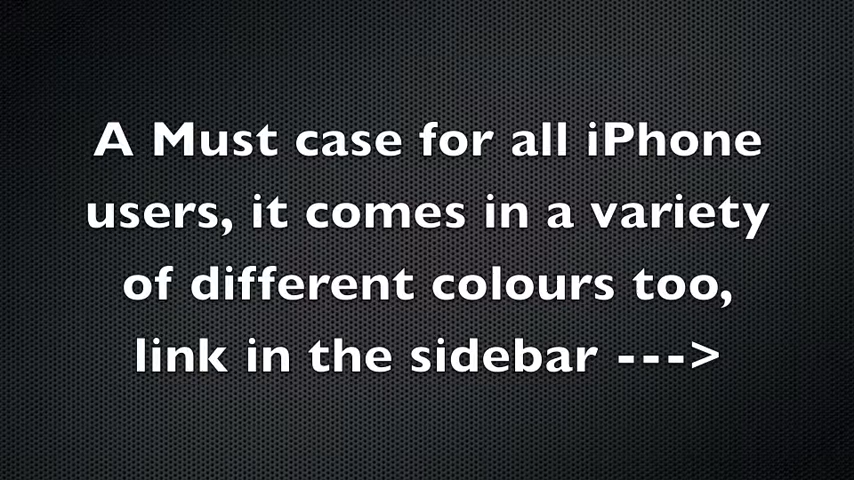 A Must case for all iPhone
users, it comes in a variety
of different colours too,
link in the sidebar --->